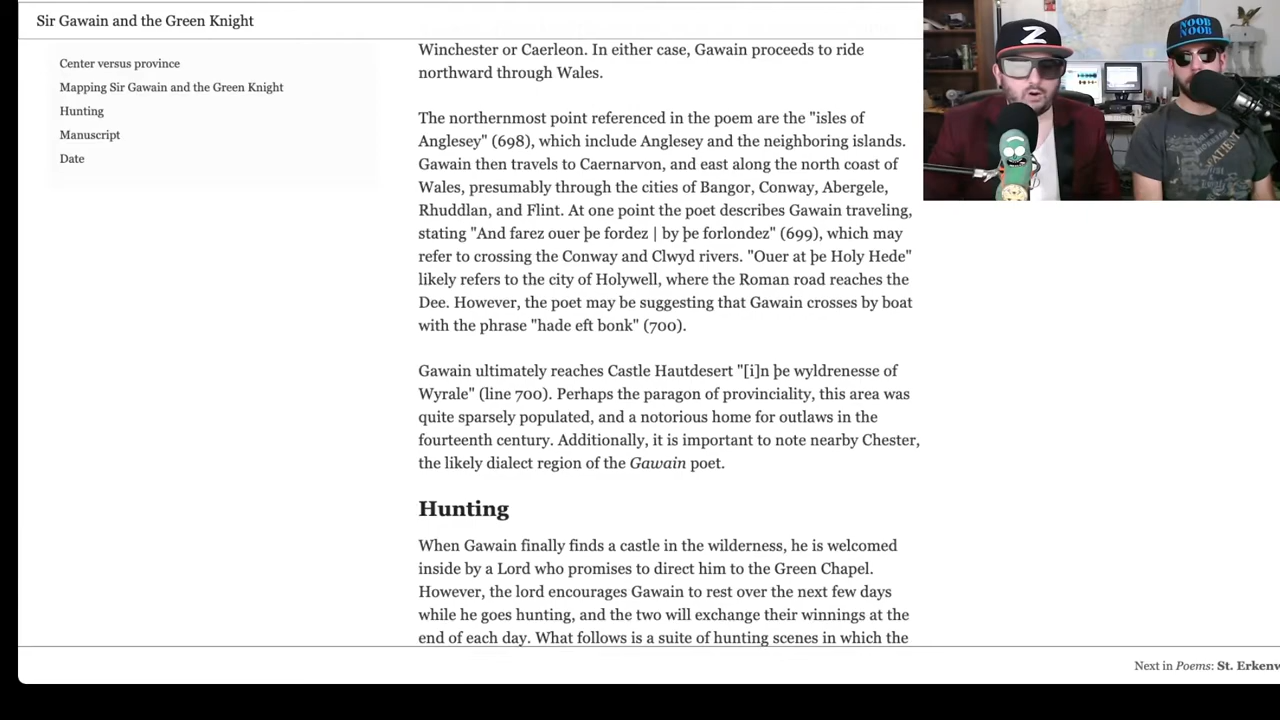 Sir Gawain and the Green Knight
Center versus province
Mapping Sir Gawain and the Green Knight
Hunting
Manuscript
Date
Winchester or Caerleon. In either case, Gawain proceeds to ride
northward through Wales.
The northernmost point referenced in the poem are the "isles of
Anglesey" (698), which include Anglesey and the neighboring islands.
Gawain then travels to Caernarvon, and east along the north coast of
Wales, presumably through the cities of Bangor, Conway, Abergele,
Rhuddlan, and Flint. At one point the poet describes Gawain traveling,
stating "And farez ouer þe fordez | by þe forlondez" (699), which may
refer to crossing the Conway and Clwyd rivers. "Ouer at þe Holy Hede"
likely refers to the city of Holywell, where the Roman road reaches the
Dee. However, the poet may be suggesting that Gawain crosses by boat
with the phrase "hade eft bonk" (700).
Gawain ultimately reaches Castle Hautdesert "[i]n þe wyldrenesse of
Wyrale" (line 700). Perhaps the paragon of provinciality, this area was
quite sparsely populated, and a notorious home for outlaws in the
fourteenth century. Additionally, it is important to note nearby Chester,
the likely dialect region of the Gawain poet.
Hunting
When Gawain finally finds a castle in the wilderness, he is welcomed
inside by a Lord who promises to direct him to the Green Chapel.
However, the lord encourages Gawain to rest over the next few days
while he goes hunting, and the two will exchange their winnings at the
end of each day. What follows is a suite of hunting scenes in which the
Next in Poems: St. Erkenw
Z
NOOB
NOOB
PATIENT